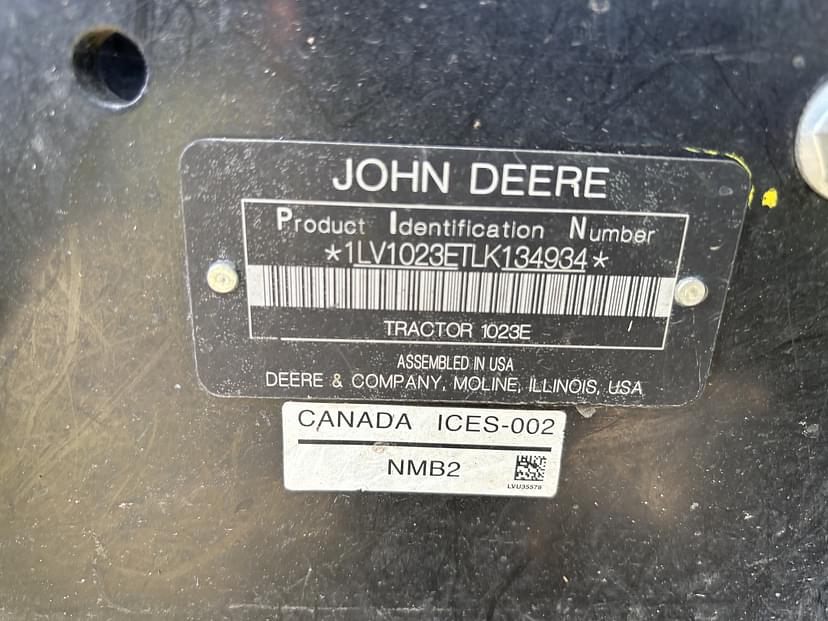 JOHN DEERE
Product Identification Number
*1LV1023ETLK134934*
TRACTOR 1023E
ASSEMBLED IN USA
DEERE & COMPANY, MOLINE, ILLINOIS, USA
CANADA ICES-002
NMB2
LVU35579